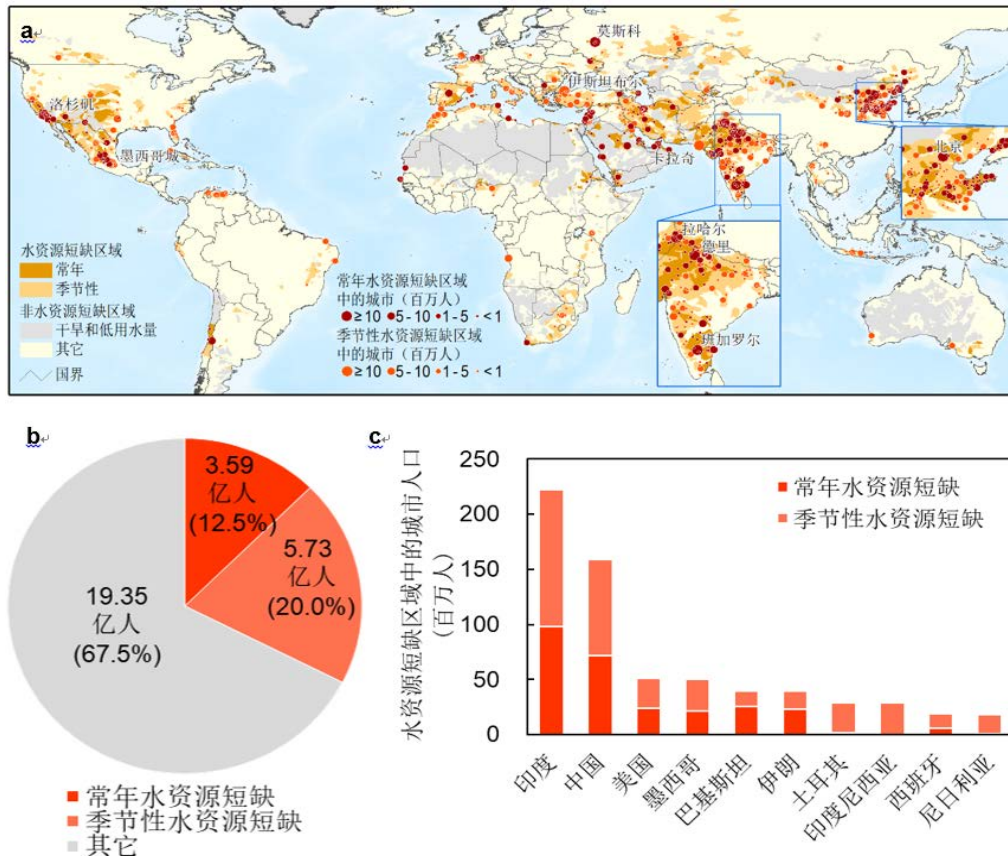 a
莫斯科
伊斯坦布尔
洛杉矶
墨西哥城
卡拉奇
北京
拉哈尔
德里
班加罗尔
水资源短缺区域
常年
季节性
非水资源短缺区域
干旱和低用水量
其它
国界
常年水资源短缺区域
中的城市（百万人）
≥10 5-10 1-5 <1
季节性水资源短缺区域
中的城市（百万人）
≥10 5-10 1-5 <1
b
3.59
亿人
(12.5%)
5.73
亿人
(20.0%)
19.35
亿人
(67.5%)
常年水资源短缺
季节性水资源短缺
其它
c
水资源短缺区域中的城市人口
（百万人）
250
200
150
100
50
0
常年水资源短缺
季节性水资源短缺
印度
中国
美国
墨西哥
巴基斯坦
伊朗
土耳其
印度尼西亚
西班牙
尼日利亚